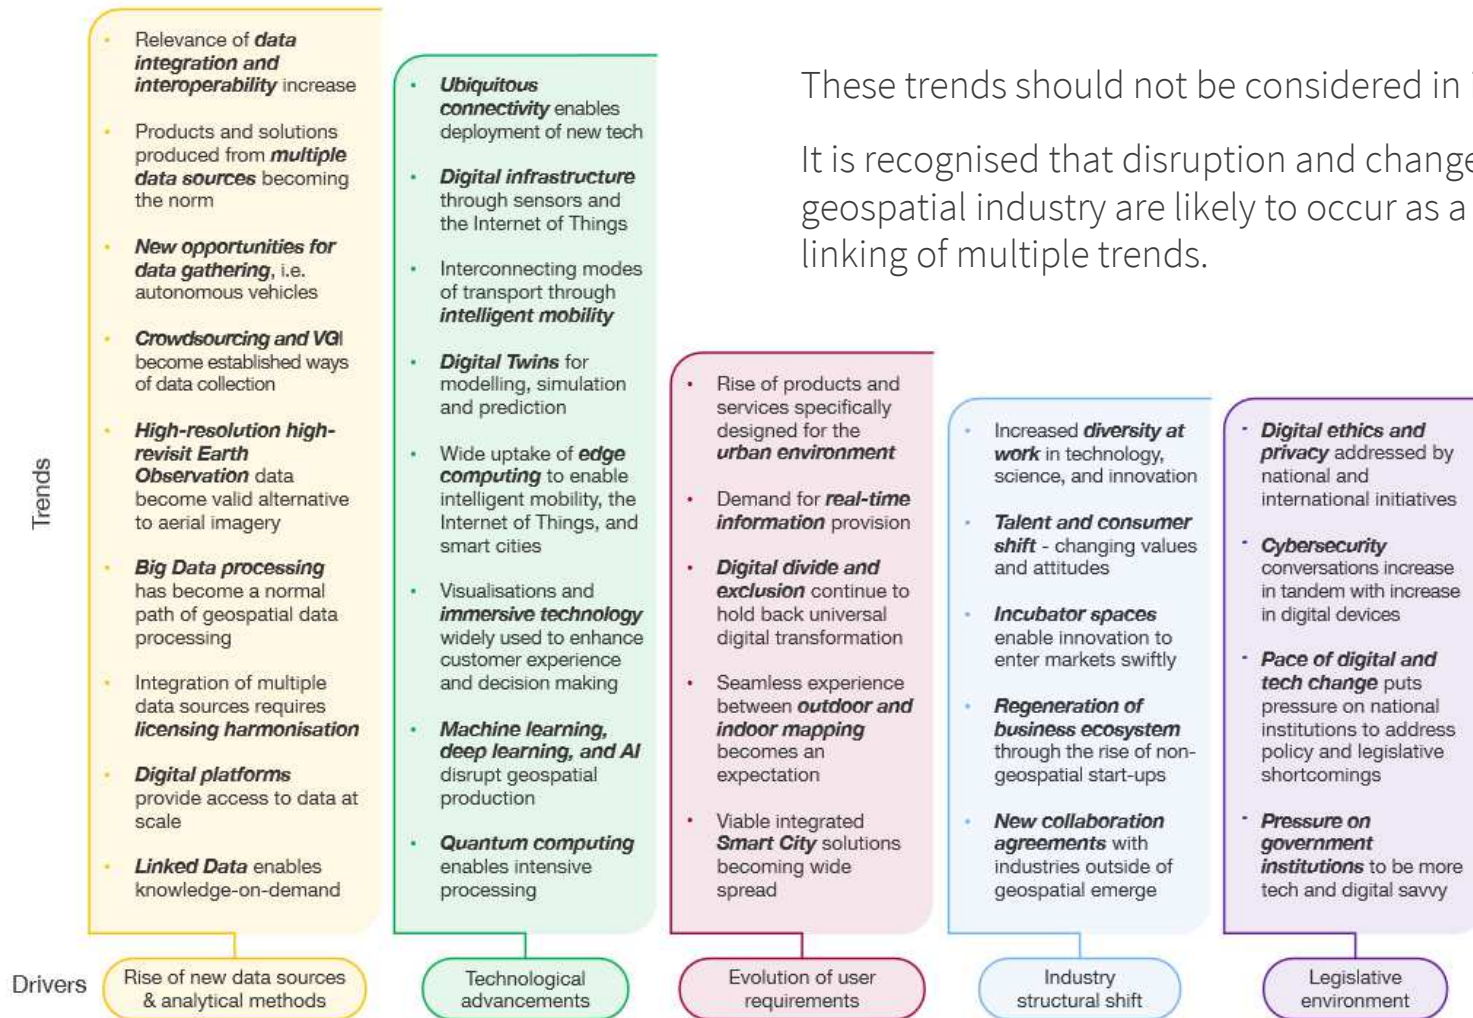 Relevance of data
integration and
interoperability increase
Products and solutions
produced from multiple
data sources becoming
the norm
New opportunities for
data gathering, i.e.
autonomous vehicles
Crowdsourcing and VGI
become established ways
of data collection
High-resolution high-
revisit Earth
Observation data
become valid alternative
to aerial imagery
Big Data processing
has become a normal
path of geospatial data
processing
Integration of multiple
data sources requires
licensing harmonisation
Digital platforms
provide access to data at
scale
Linked Data enables
knowledge-on-demand
Ubiquitous
connectivity enables
deployment of new tech
Digital infrastructure
through sensors and
the Internet of Things
Interconnecting modes
of transport through
intelligent mobility
Digital Twins for
modelling, simulation
and prediction
Wide uptake of edge
computing to enable
intelligent mobility, the
Internet of Things, and
smart cities
Visualisations and
immersive technology
widely used to enhance
customer experience
and decision making
Machine learning,
deep learning, and AI
disrupt geospatial
production
Quantum computing
enables intensive
processing
These trends should not be considered in
It is recognised that disruption and change
geospatial industry are likely to occur as a
linking of multiple trends.
Rise of products and
services specifically
designed for the
urban environment
Demand for real-time
information provision
Digital divide and
exclusion continue to
hold back universal
digital transformation
Seamless experience
between outdoor and
indoor mapping
becomes an
expectation
Viable integrated
Smart City solutions
becoming wide
spread
Increased diversity at
work in technology,
science, and innovation
Talent and consumer
shift - changing values
and attitudes
Incubator spaces
enable innovation to
enter markets swiftly
Regeneration of
business ecosystem
through the rise of non-
geospatial start-ups
New collaboration
agreements with
industries outside of
geospatial emerge
Digital ethics and
privacy addressed by
national and
international initiatives
Cybersecurity
conversations increase
in tandem with increase
in digital devices
Pace of digital and
tech change puts
pressure on national
institutions to address
policy and legislative
shortcomings
Pressure on
government
institutions to be more
tech and digital savvy
Trends
Drivers
Rise of new data sources
& analytical methods
Technological
advancements
Evolution of user
requirements
Industry
structural shift
Legislative
environment